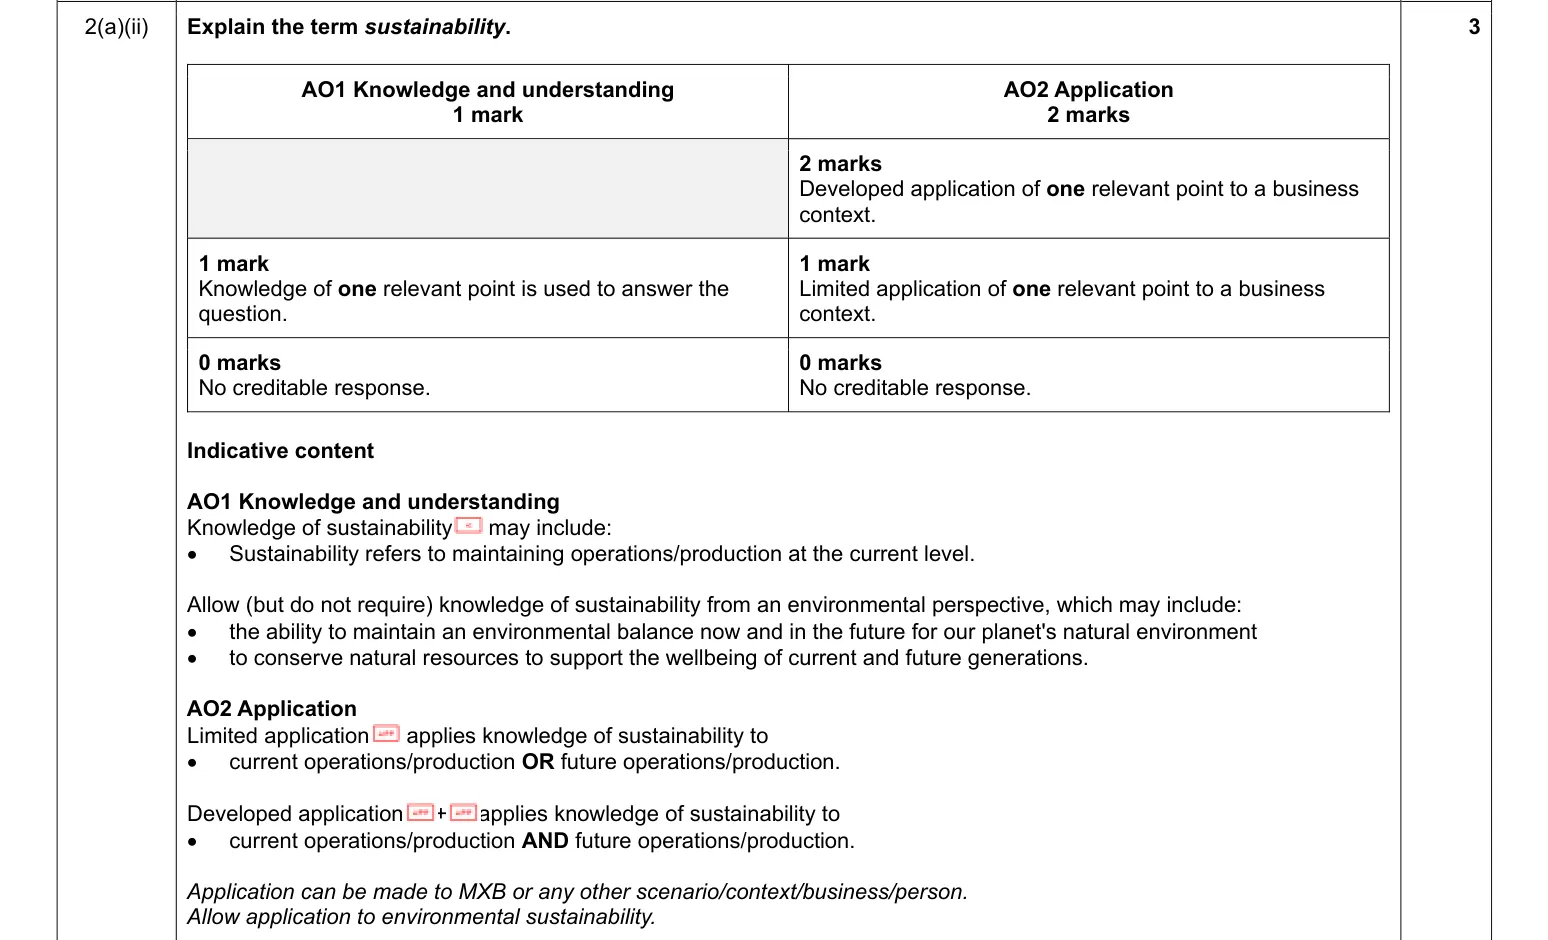 2(a)(ii)
Explain the term sustainability.
3
AO1 Knowledge and understanding
1 mark
AO2 Application
2 marks
2 marks
Developed application of one relevant point to a business
context.
1 mark
Knowledge of one relevant point is used to answer the
question.
1 mark
Limited application of one relevant point to a business
context.
0 marks
No creditable response.
0 marks
No creditable response.
Indicative content
AO1 Knowledge and understanding
Knowledge of sustainability may include:
• Sustainability refers to maintaining operations/production at the current level.
Allow (but do not require) knowledge of sustainability from an environmental perspective, which may include:
• the ability to maintain an environmental balance now and in the future for our planet's natural environment
• to conserve natural resources to support the wellbeing of current and future generations.
AO2 Application
Limited application applies knowledge of sustainability to
• current operations/production OR future operations/production.
Developed application + applies knowledge of sustainability to
• current operations/production AND future operations/production.
Application can be made to MXB or any other scenario/context/business/person.
Allow application to environmental sustainability.